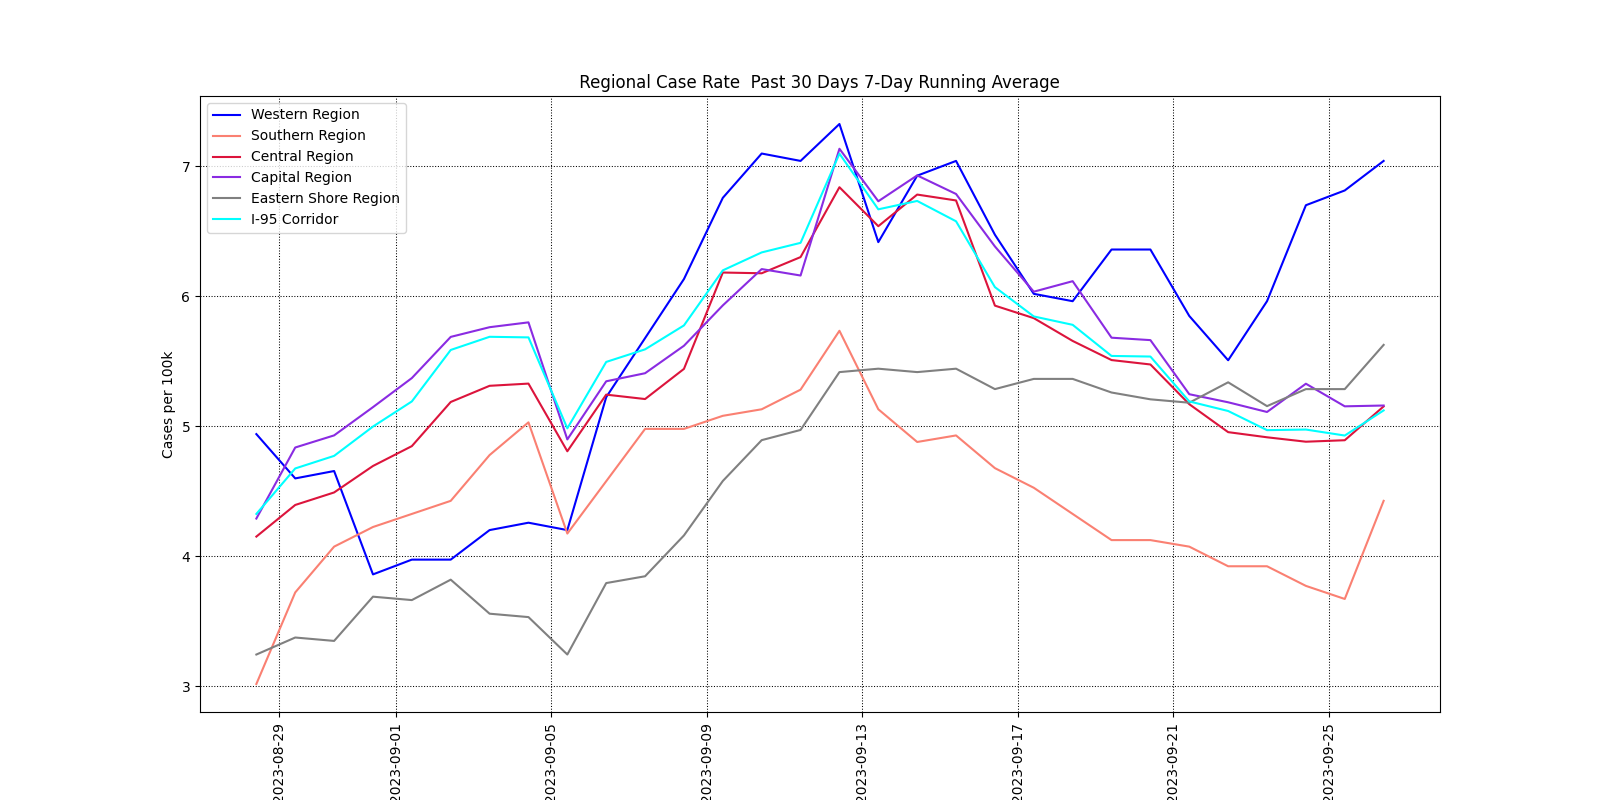 Regional Case Rate  Past 30 Days 7-Day Running Average
Western Region
Southern Region
Central Region
Capital Region
Eastern Shore Region
I-95 Corridor
Cases per 100k
7
6
5
4
3
2023-08-29
2023-09-01
2023-09-05
2023-09-09
2023-09-13
2023-09-17
2023-09-21
2023-09-25